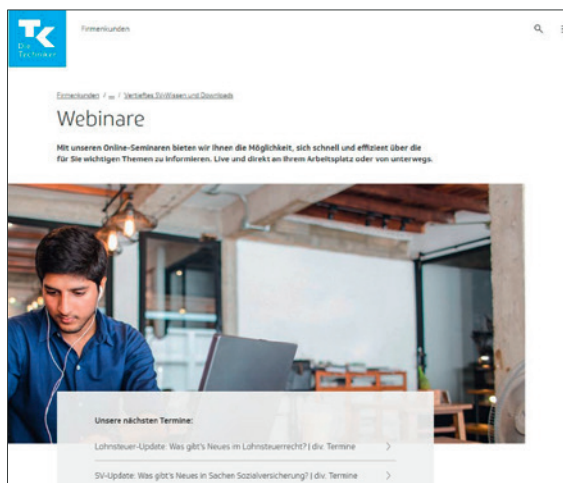 TK
Die
Techniker
Firmenkunden
Firmenkunden / ... / Vertieftes SV-Wissen und Downloads
Webinare
Mit unseren Online-Seminaren bieten wir Ihnen die Möglichkeit, sich schnell und effizient über die
für Sie wichtigen Themen zu informieren. Live und direkt an Ihrem Arbeitsplatz oder von unterwegs.
Unsere nächsten Termine:
Lohnsteuer-Update: Was gibt's Neues im Lohnsteuerrecht? | div. Termine
SV-Update: Was gibt's Neues in Sachen Sozialversicherung? | div. Termine